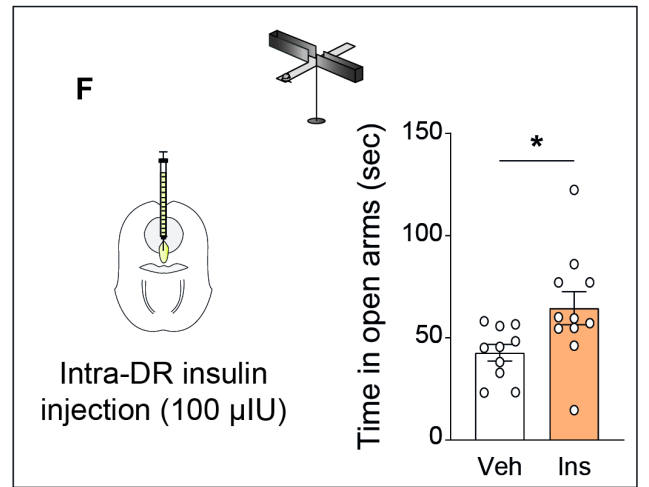 F
Intra-DR insulin
injection (100 µIU)
Time in open arms (sec)
150
100
50
0
*
Veh
Ins